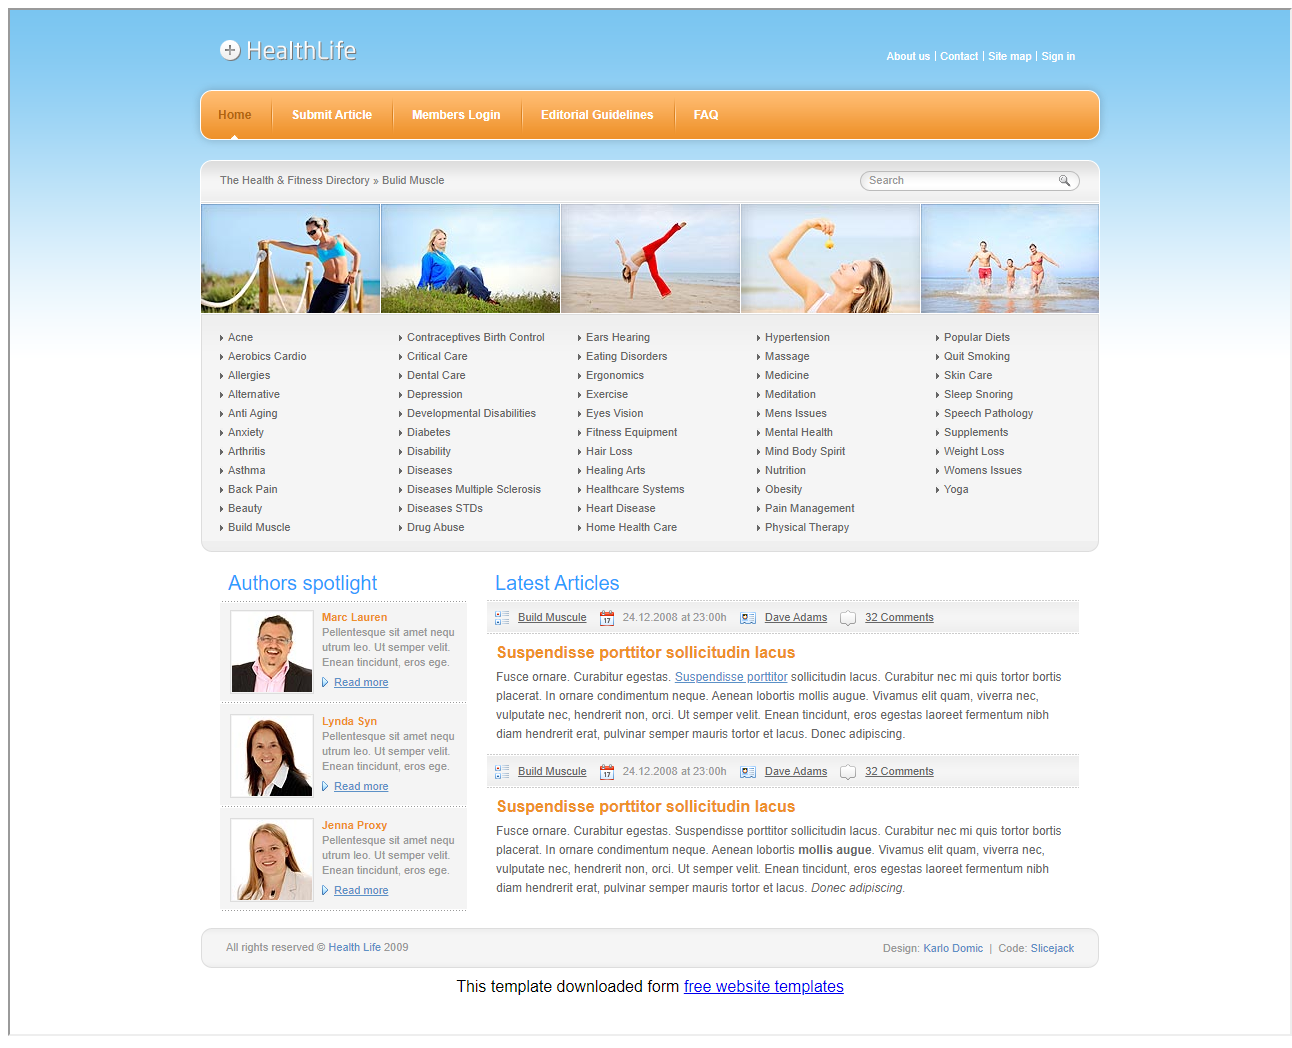 HealthLife
About us | Contact | Site map | Sign in
Home
Submit Article
Members Login
Editorial Guidelines
FAQ
The Health & Fitness Directory » Bulid Muscle
Search
Acne
Aerobics Cardio
Allergies
Alternative
Anti Aging
Anxiety
Arthritis
Asthma
Back Pain
Beauty
Build Muscle
Contraceptives Birth Control
Critical Care
Dental Care
Depression
Developmental Disabilities
Diabetes
Disability
Diseases
Diseases Multiple Sclerosis
Diseases STDs
Drug Abuse
Ears Hearing
Eating Disorders
Ergonomics
Exercise
Eyes Vision
Fitness Equipment
Hair Loss
Healing Arts
Healthcare Systems
Heart Disease
Home Health Care
Hypertension
Massage
Medicine
Meditation
Mens Issues
Mental Health
Mind Body Spirit
Nutrition
Obesity
Pain Management
Physical Therapy
Popular Diets
Quit Smoking
Skin Care
Sleep Snoring
Speech Pathology
Supplements
Weight Loss
Womens Issues
Yoga
Authors spotlight
Marc Lauren
Pellentesque sit amet nequ
utrum leo. Ut semper velit.
Enean tincidunt, eros ege.
Read more
Lynda Syn
Pellentesque sit amet nequ
utrum leo. Ut semper velit.
Enean tincidunt, eros ege.
Read more
Jenna Proxy
Pellentesque sit amet nequ
utrum leo. Ut semper velit.
Enean tincidunt, eros ege.
Read more
Latest Articles
Build Muscule 17 24.12.2008 at 23:00h Dave Adams 32 Comments
Suspendisse porttitor sollicitudin lacus
Fusce ornare. Curabitur egestas. Suspendisse porttitor sollicitudin lacus. Curabitur nec mi quis tortor bortis
placerat. In ornare condimentum neque. Aenean lobortis mollis augue. Vivamus elit quam, viverra nec,
vulputate nec, hendrerit non, orci. Ut semper velit. Enean tincidunt, eros egestas laoreet fermentum nibh
diam hendrerit erat, pulvinar semper mauris tortor et lacus. Donec adipiscing.
Build Muscule 17 24.12.2008 at 23:00h Dave Adams 32 Comments
Suspendisse porttitor sollicitudin lacus
Fusce ornare. Curabitur egestas. Suspendisse porttitor sollicitudin lacus. Curabitur nec mi quis tortor bortis
placerat. In ornare condimentum neque. Aenean lobortis mollis augue. Vivamus elit quam, viverra nec,
vulputate nec, hendrerit non, orci. Ut semper velit. Enean tincidunt, eros egestas laoreet fermentum nibh
diam hendrerit erat, pulvinar semper mauris tortor et lacus. Donec adipiscing.
All rights reserved © Health Life 2009
Design: Karlo Domic | Code: Slicejack
This template downloaded form free website templates